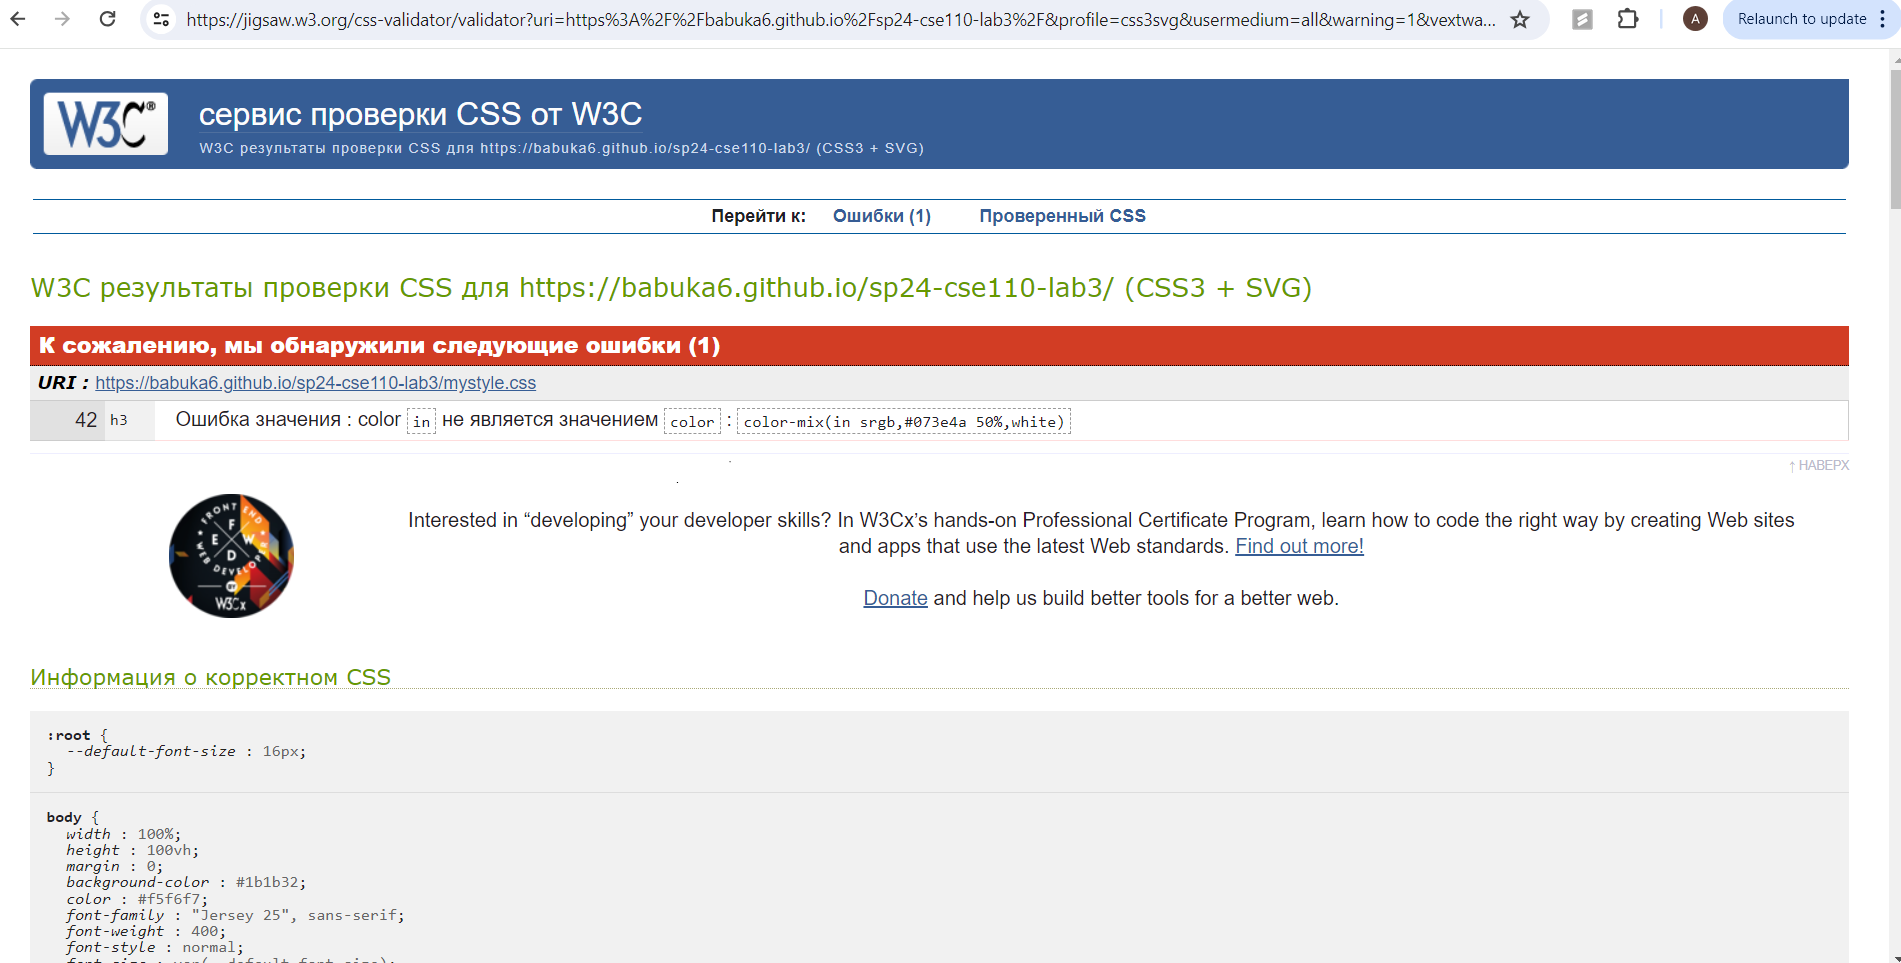 https://jigsaw.w3.org/css-validator/validator?uri=https%3A%2F%2Fbabuka6.github.io%2Fsp24-cse110-lab3%2F&profile=css3svg&usermedium=all&warning=1&vextwa...
A
Relaunch to update
W3C®
сервис проверки CSS от W3C
W3C результаты проверки CSS для https://babuka6.github.io/sp24-cse110-lab3/ (CSS3 + SVG)
Перейти к: Ошибки (1) Проверенный CSS
W3C результаты проверки CSS для https://babuka6.github.io/sp24-cse110-lab3/ (CSS3 + SVG)
К сожалению, мы обнаружили следующие ошибки (1)
URI : https://babuka6.github.io/sp24-cse110-lab3/mystyle.css
42 h3 Ошибка значения : color in не является значением color : color-mix(in srgb,#073e4a 50%,white)
↑ НАВЕРХ
FRONT END
F
E W
D
WEB DEVELOPER
BY
W3Cx
Interested in “developing” your developer skills? In W3Cx’s hands-on Professional Certificate Program, learn how to code the right way by creating Web sites
and apps that use the latest Web standards. Find out more!
Donate and help us build better tools for a better web.
Информация о корректном CSS
:root {
--default-font-size : 16px;
}
body {
width : 100%;
height : 100vh;
margin : 0;
background-color : #1b1b32;
color : #f5f6f7;
font-family : "Jersey 25", sans-serif;
font-weight : 400;
font-style : normal;
font-size : var(--default-font-size);